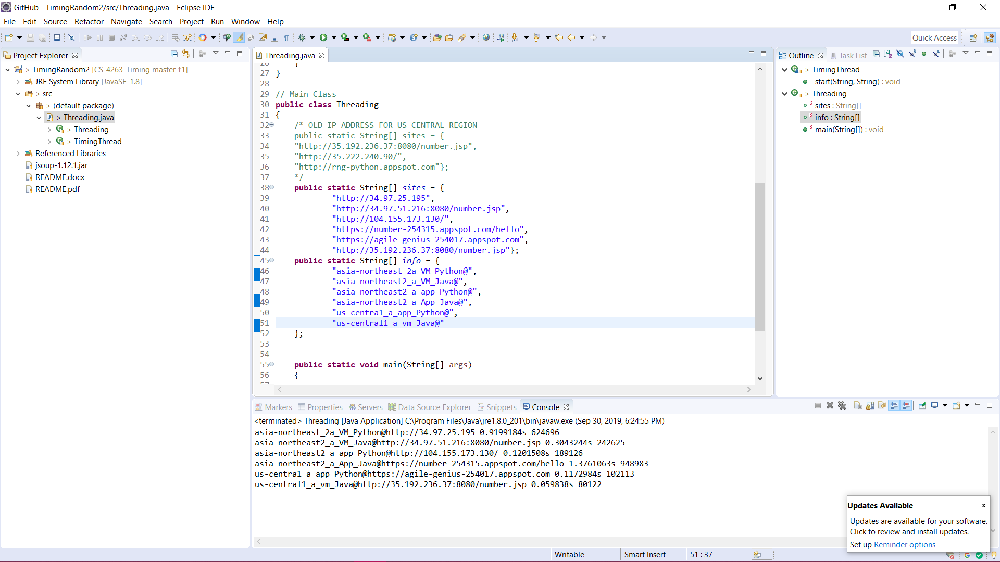 GitHub - TimingRandom2/src/Threading.java - Eclipse IDE
File Edit Source Refactor Navigate Search Project Run Window Help
Quick Access
Project Explorer
> TimingRandom2 [CS-4263_Timing master ↑1]
JRE System Library [JavaSE-1.8]
> src
> (default package)
> Threading.java
> Threading
> TimingThread
Referenced Libraries
jsoup-1.12.1.jar
README.docx
README.pdf
Threading.java
26 }
27 }
28
29 // Main Class
30 public class Threading
31 {
32 /* OLD IP ADDRESS FOR US CENTRAL REGION
33 public static String[] sites = {
34 "http://35.192.236.37:8080/number.jsp",
35 "http://35.222.240.90/",
36 "http://rng-python.appspot.com"};
37 */
38 public static String[] sites = {
39 "http://34.97.25.195",
40 "http://34.97.51.216:8080/number.jsp",
41 "http://104.155.173.130/",
42 "https://number-254315.appspot.com/hello",
43 "https://agile-genius-254017.appspot.com",
44 "http://35.192.236.37:8080/number.jsp"};
45 public static String[] info = {
46 "asia-northeast_2a_VM_Python@",
47 "asia-northeast2_a_VM_Java@",
48 "asia-northeast2_a_app_Python@",
49 "asia-northeast2_a_App_Java@",
50 "us-centra1_a_app_Python@",
51 "us-central1_a_vm_Java@"
52 };
53
54
55 public static void main(String[] args)
56 {
57
Outline Task List
> TimingThread
start(String, String) : void
> Threading
sites : String[]
info : String[]
main(String[]) : void
Markers Properties Servers Data Source Explorer Snippets Console
<terminated> Threading [Java Application] C:\Program Files\Java\jre1.8.0_201\bin\javaw.exe (Sep 30, 2019, 6:24:55 PM)
asia-northeast_2a_VM_Python@http://34.97.25.195 0.9199184s 624696
asia-northeast2_a_VM_Java@http://34.97.51.216:8080/number.jsp 0.3043244s 242625
asia-northeast2_a_app_Python@http://104.155.173.130/ 0.1201508s 189126
asia-northeast2_a_App_Java@https://number-254315.appspot.com/hello 1.3761063s 948983
us-centra1_a_app_Python@https://agile-genius-254017.appspot.com 0.1172984s 102113
us-central1_a_vm_Java@http://35.192.236.37:8080/number.jsp 0.059838s 80122
Updates Available
Updates are available for your software.
Click to review and install updates.
Set up Reminder options
Writable Smart Insert 51 : 37